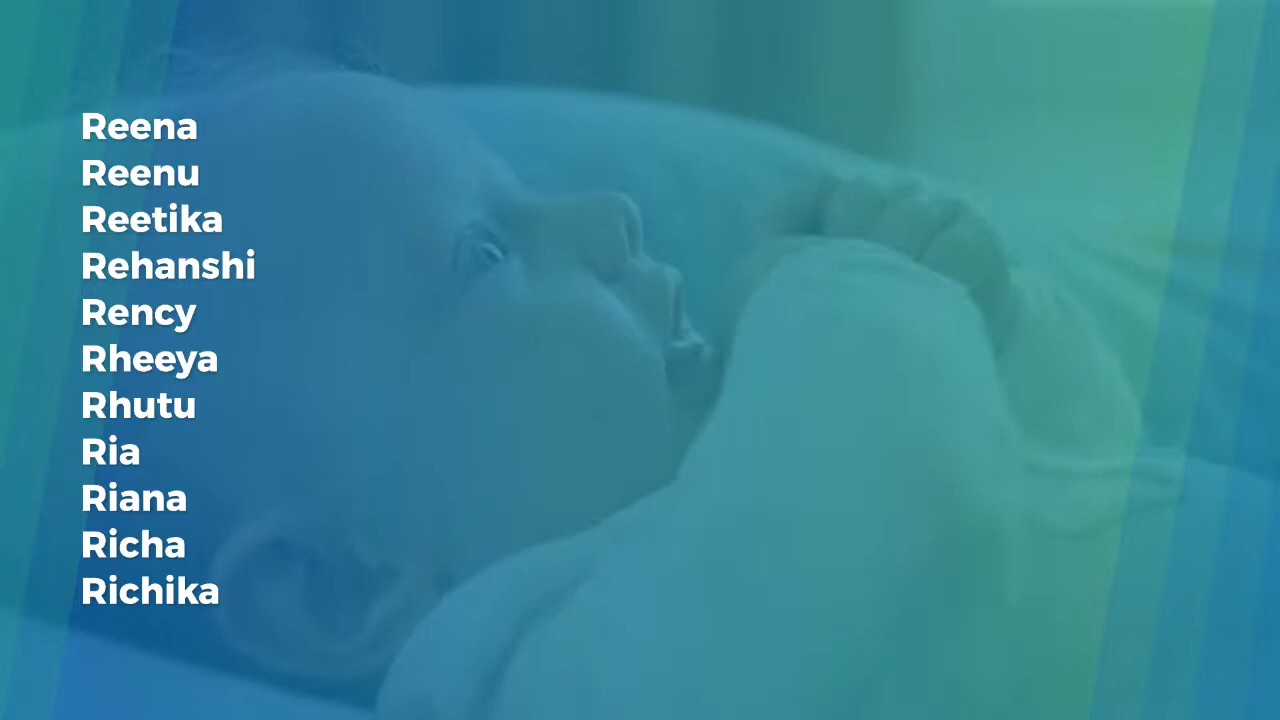 Reena
Reenu
Reetika
Rehanshi
Rency
Rheeya
Rhutu
Ria
Riana
Richa
Richika